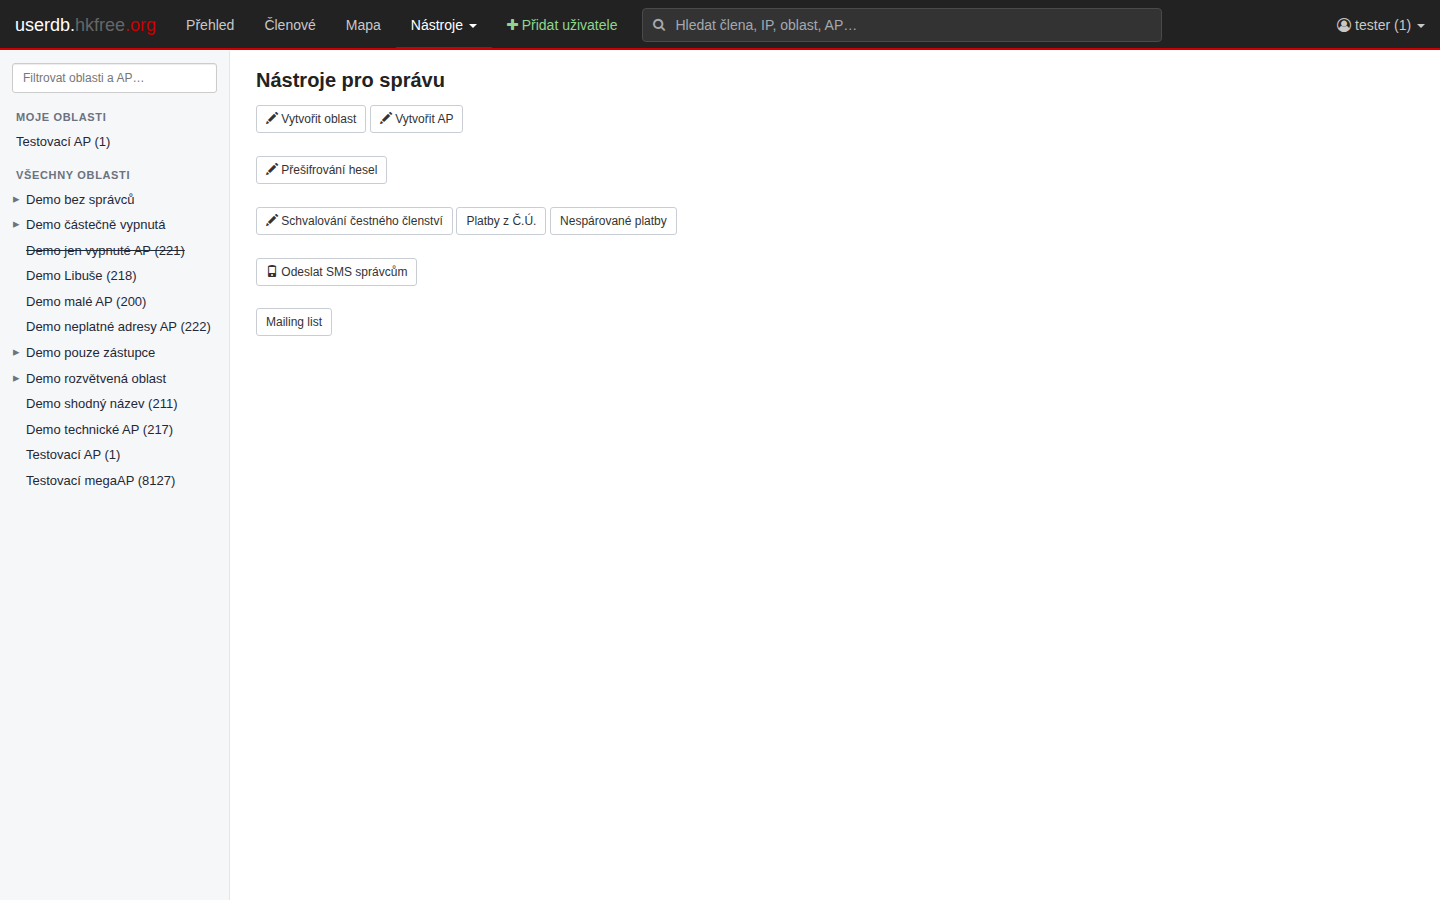 userdb.hkfree.org Přehled Členové Mapa Nástroje Přidat uživatele Hledat člena, IP, oblast, AP… tester (1)
Filtrovat oblasti a AP…
MOJE OBLASTI
Testovací AP (1)
VŠECHNY OBLASTI
Demo bez správců
Demo částečně vypnutá
Demo jen vypnuté AP (221)
Demo Libuše (218)
Demo malé AP (200)
Demo neplatné adresy AP (222)
Demo pouze zástupce
Demo rozvětvená oblast
Demo shodný název (211)
Demo technické AP (217)
Testovací AP (1)
Testovací megaAP (8127)
Nástroje pro správu
Vytvořit oblast Vytvořit AP
Přešifrování hesel
Schvalování čestného členství Platby z Č.Ú. Nespárované platby
Odeslat SMS správcům
Mailing list